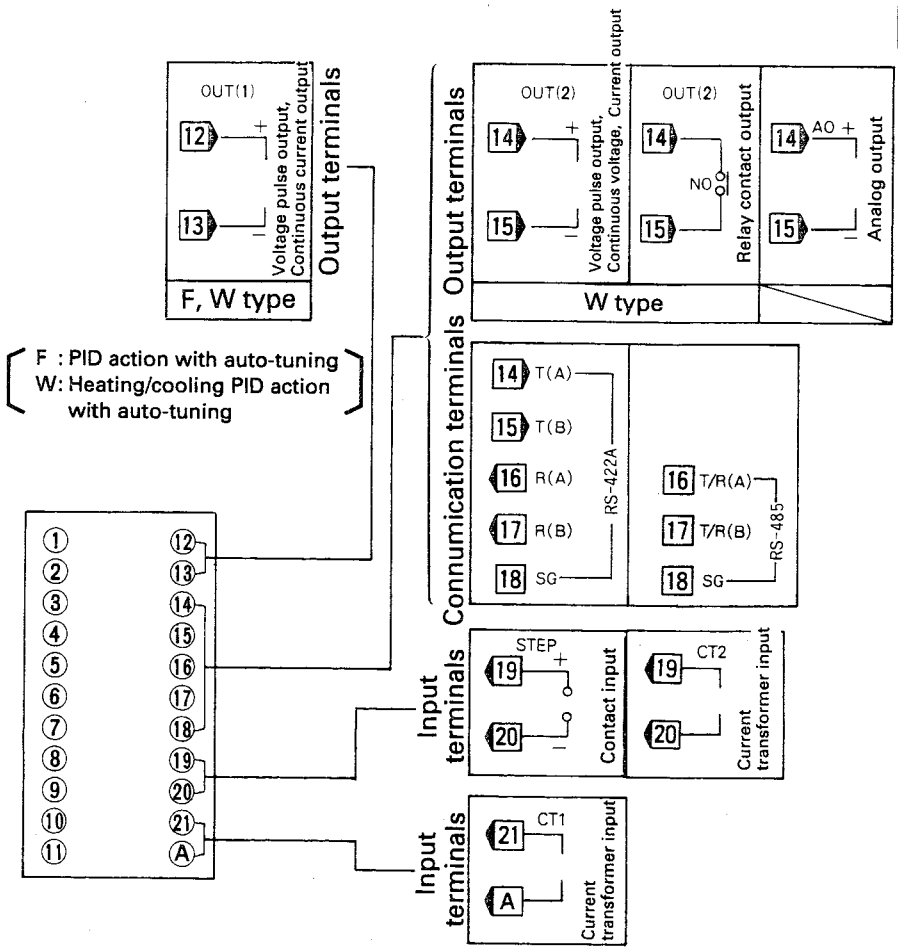 OUT(1)
12
+
13
−
Voltage pulse output,
Continuous current output
F, W type
Output terminals
F : PID action with auto-tuning
W: Heating/cooling PID action
with auto-tuning
1
2
3
4
5
6
7
8
9
10
11
12
13
14
15
16
17
18
19
20
21
A
Output terminals
OUT(2)
14
+
15
−
Voltage pulse output,
Continuous voltage, Current output
OUT(2)
14
NO
15
Relay contact output
W type
14
AO +
15
−
Analog output
Connumication terminals
14 T(A)
15 T(B)
16 R(A)
17 R(B)
18 SG
RS-422A
16 T/R(A)
17 T/R(B)
18 SG
RS-485
Input
terminals
STEP
19
+
20
−
Contact input
CT2
19
20
Current
transformer input
Input
terminals
CT1
21
A
Current
transformer input